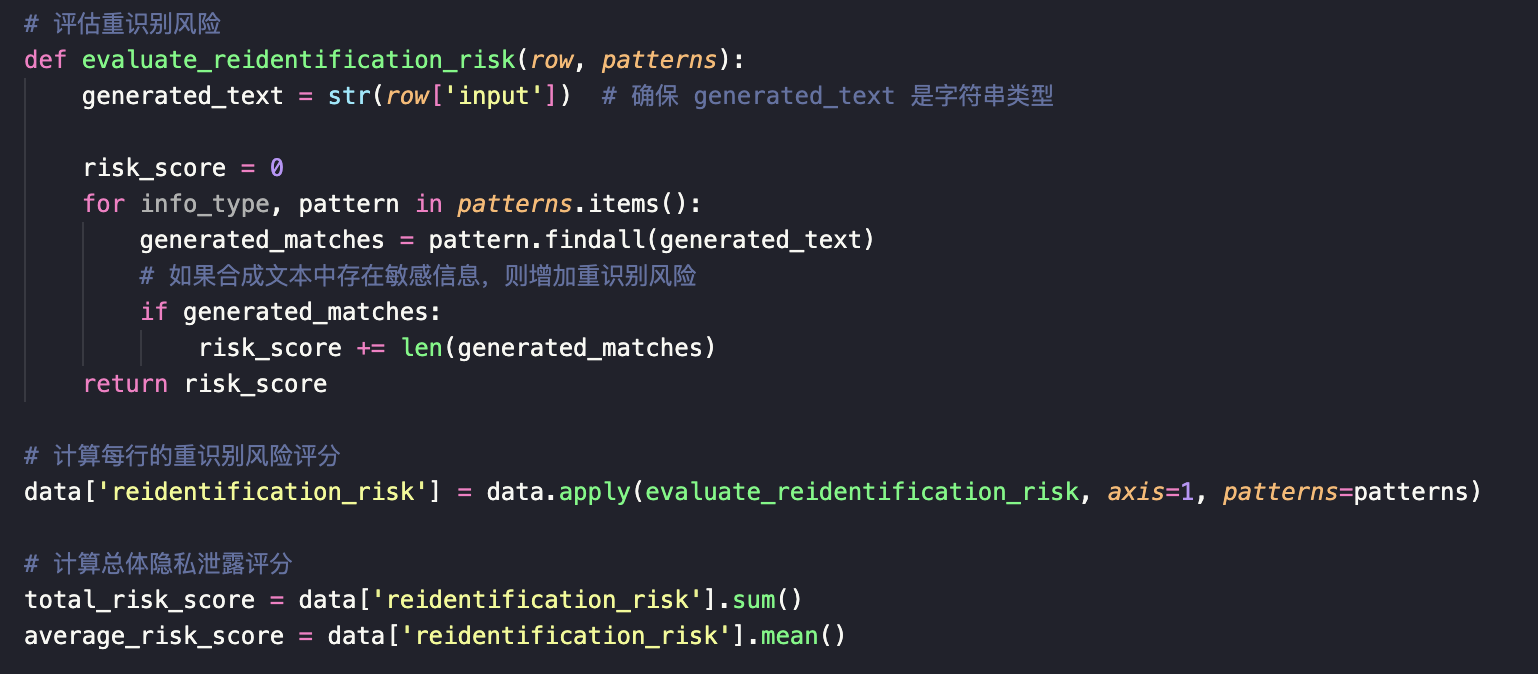 # 评估重识别风险
def evaluate_reidentification_risk(row, patterns):
    generated_text = str(row['input'])  # 确保 generated_text 是字符串类型
    risk_score = 0
    for info_type, pattern in patterns.items():
        generated_matches = pattern.findall(generated_text)
        # 如果合成文本中存在敏感信息，则增加重识别风险
        if generated_matches:
            risk_score += len(generated_matches)
    return risk_score
# 计算每行的重识别风险评分
data['reidentification_risk'] = data.apply(evaluate_reidentification_risk, axis=1, patterns=patterns)
# 计算总体隐私泄露评分
total_risk_score = data['reidentification_risk'].sum()
average_risk_score = data['reidentification_risk'].mean()